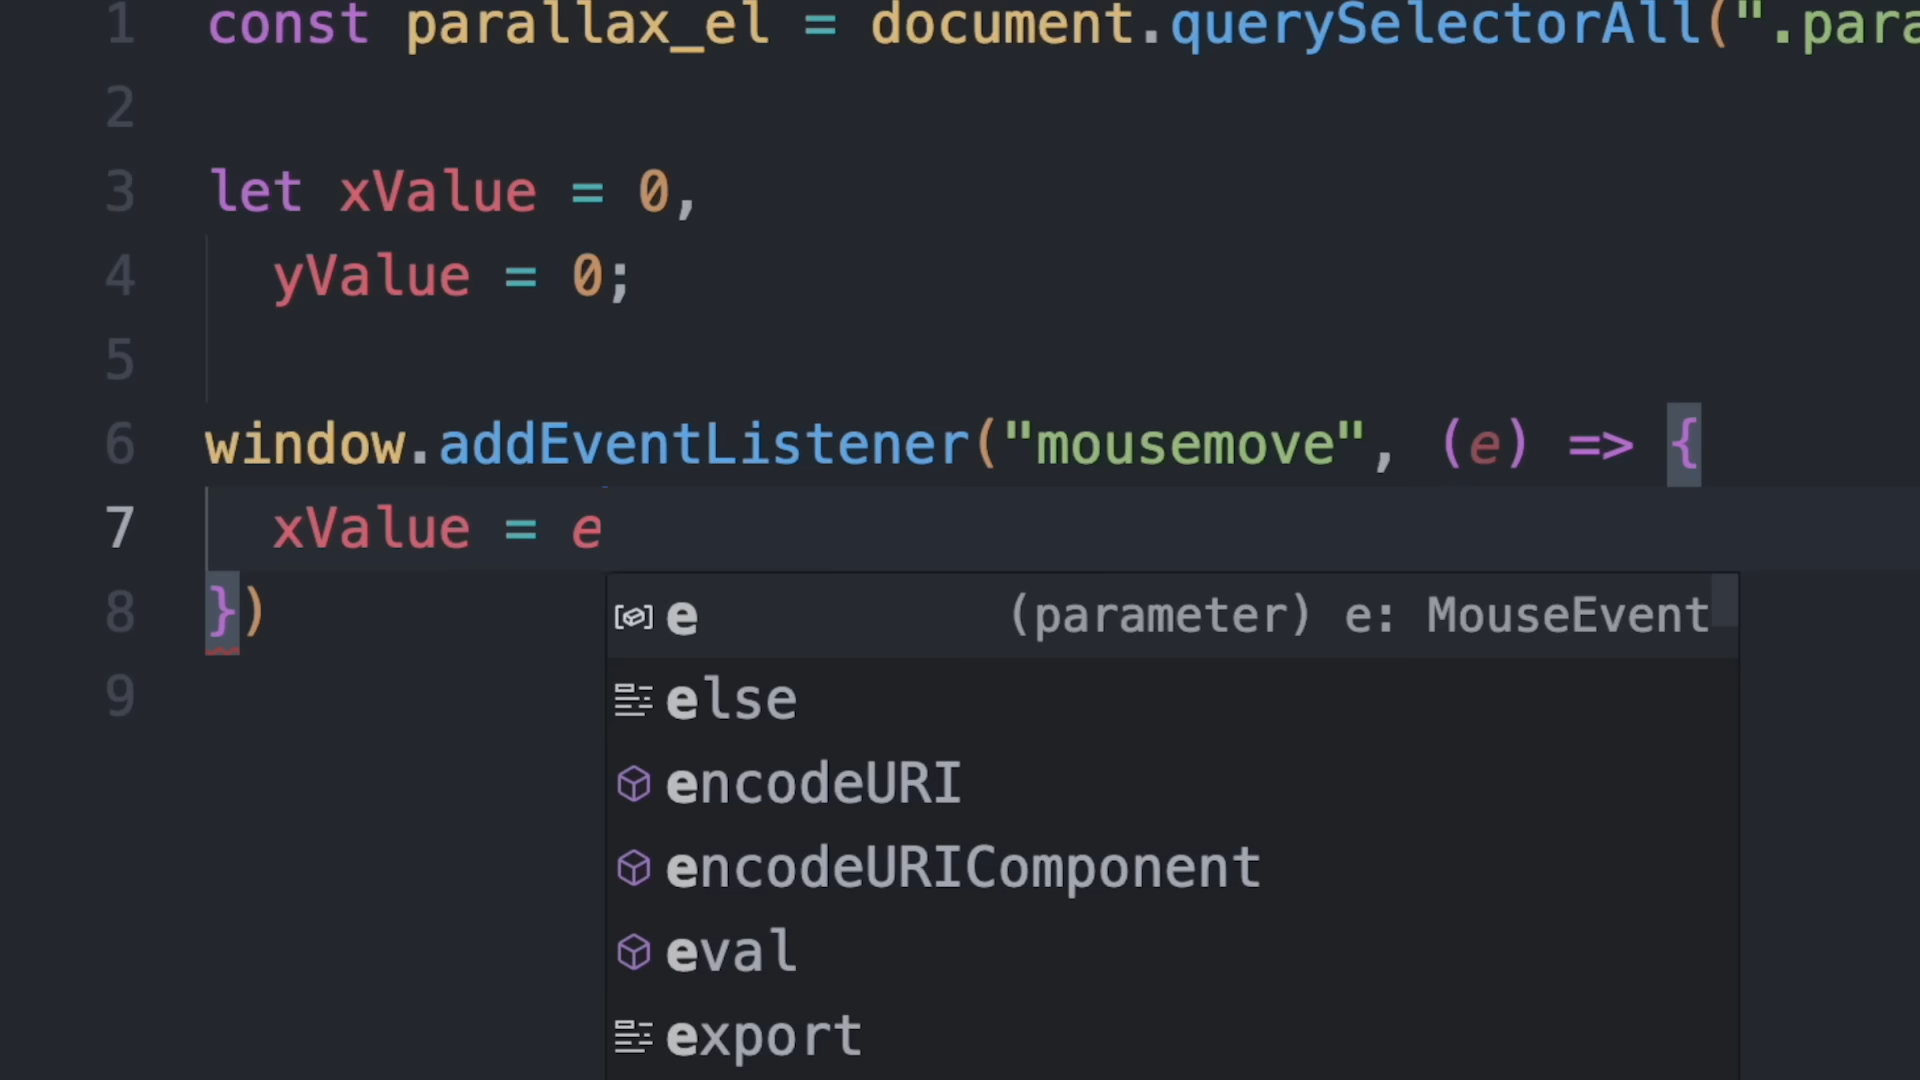 1 const parallax_el = document.querySelectorAll(".para
2
3 let xValue = 0,
4 yValue = 0;
5
6 window.addEventListener("mousemove", (e) => {
7 xValue = e
8 })
9
e (parameter) e: MouseEvent
else
encodeURI
encodeURIComponent
eval
export